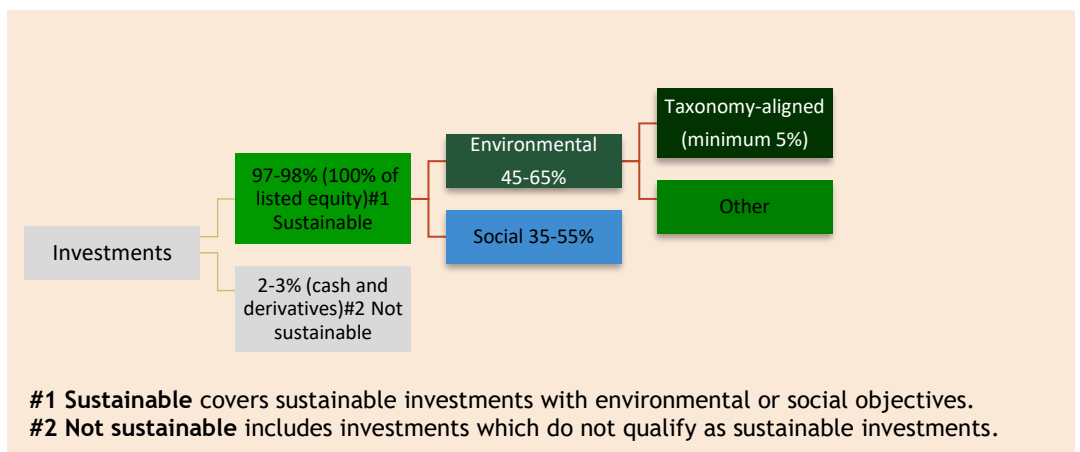 Investments
97-98% (100% of
listed equity)#1
Sustainable
2-3% (cash and
derivatives)#2 Not
sustainable
Environmental
45-65%
Social 35-55%
Taxonomy-aligned
(minimum 5%)
Other
#1 Sustainable covers sustainable investments with environmental or social objectives.
#2 Not sustainable includes investments which do not qualify as sustainable investments.